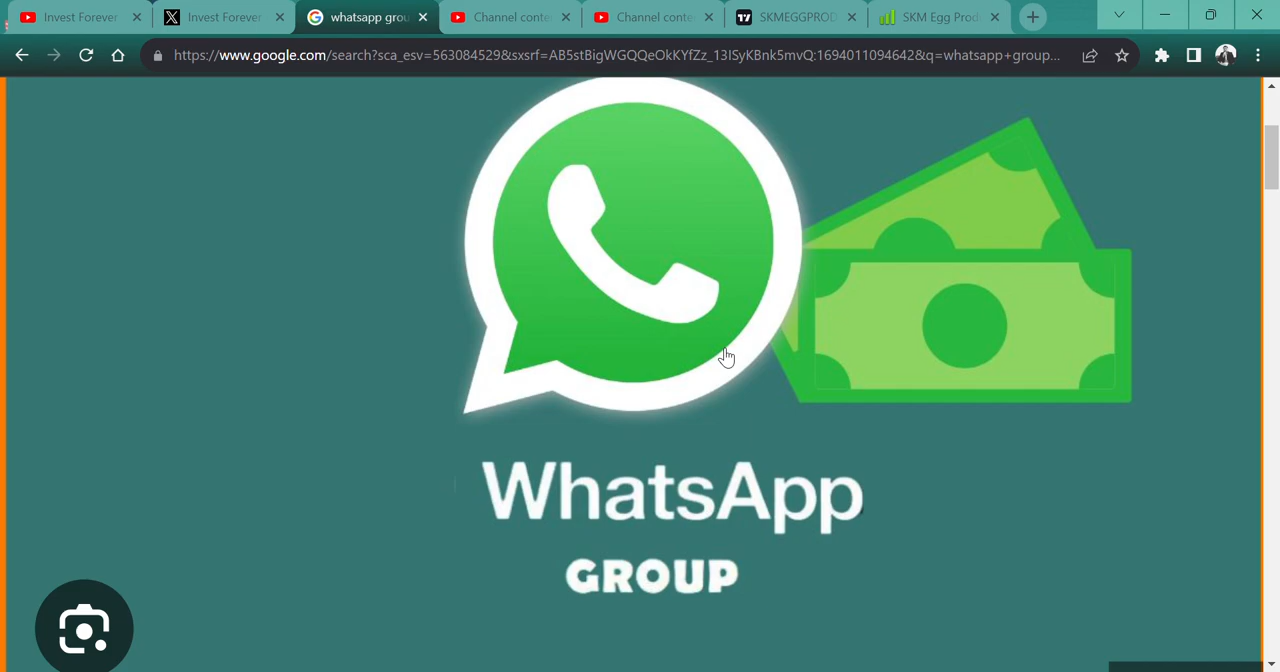 Invest Forever
Invest Forever
whatsapp grou
Channel conte
Channel conte
SKMEGGPROD
SKM Egg Prod
https://www.google.com/search?sca_esv=563084529&sxsrf=AB5stBigWGQQeOkKYfZz_13ISyKBnk5mvQ:1694011094642&q=whatsapp+group...
WhatsApp
GROUP